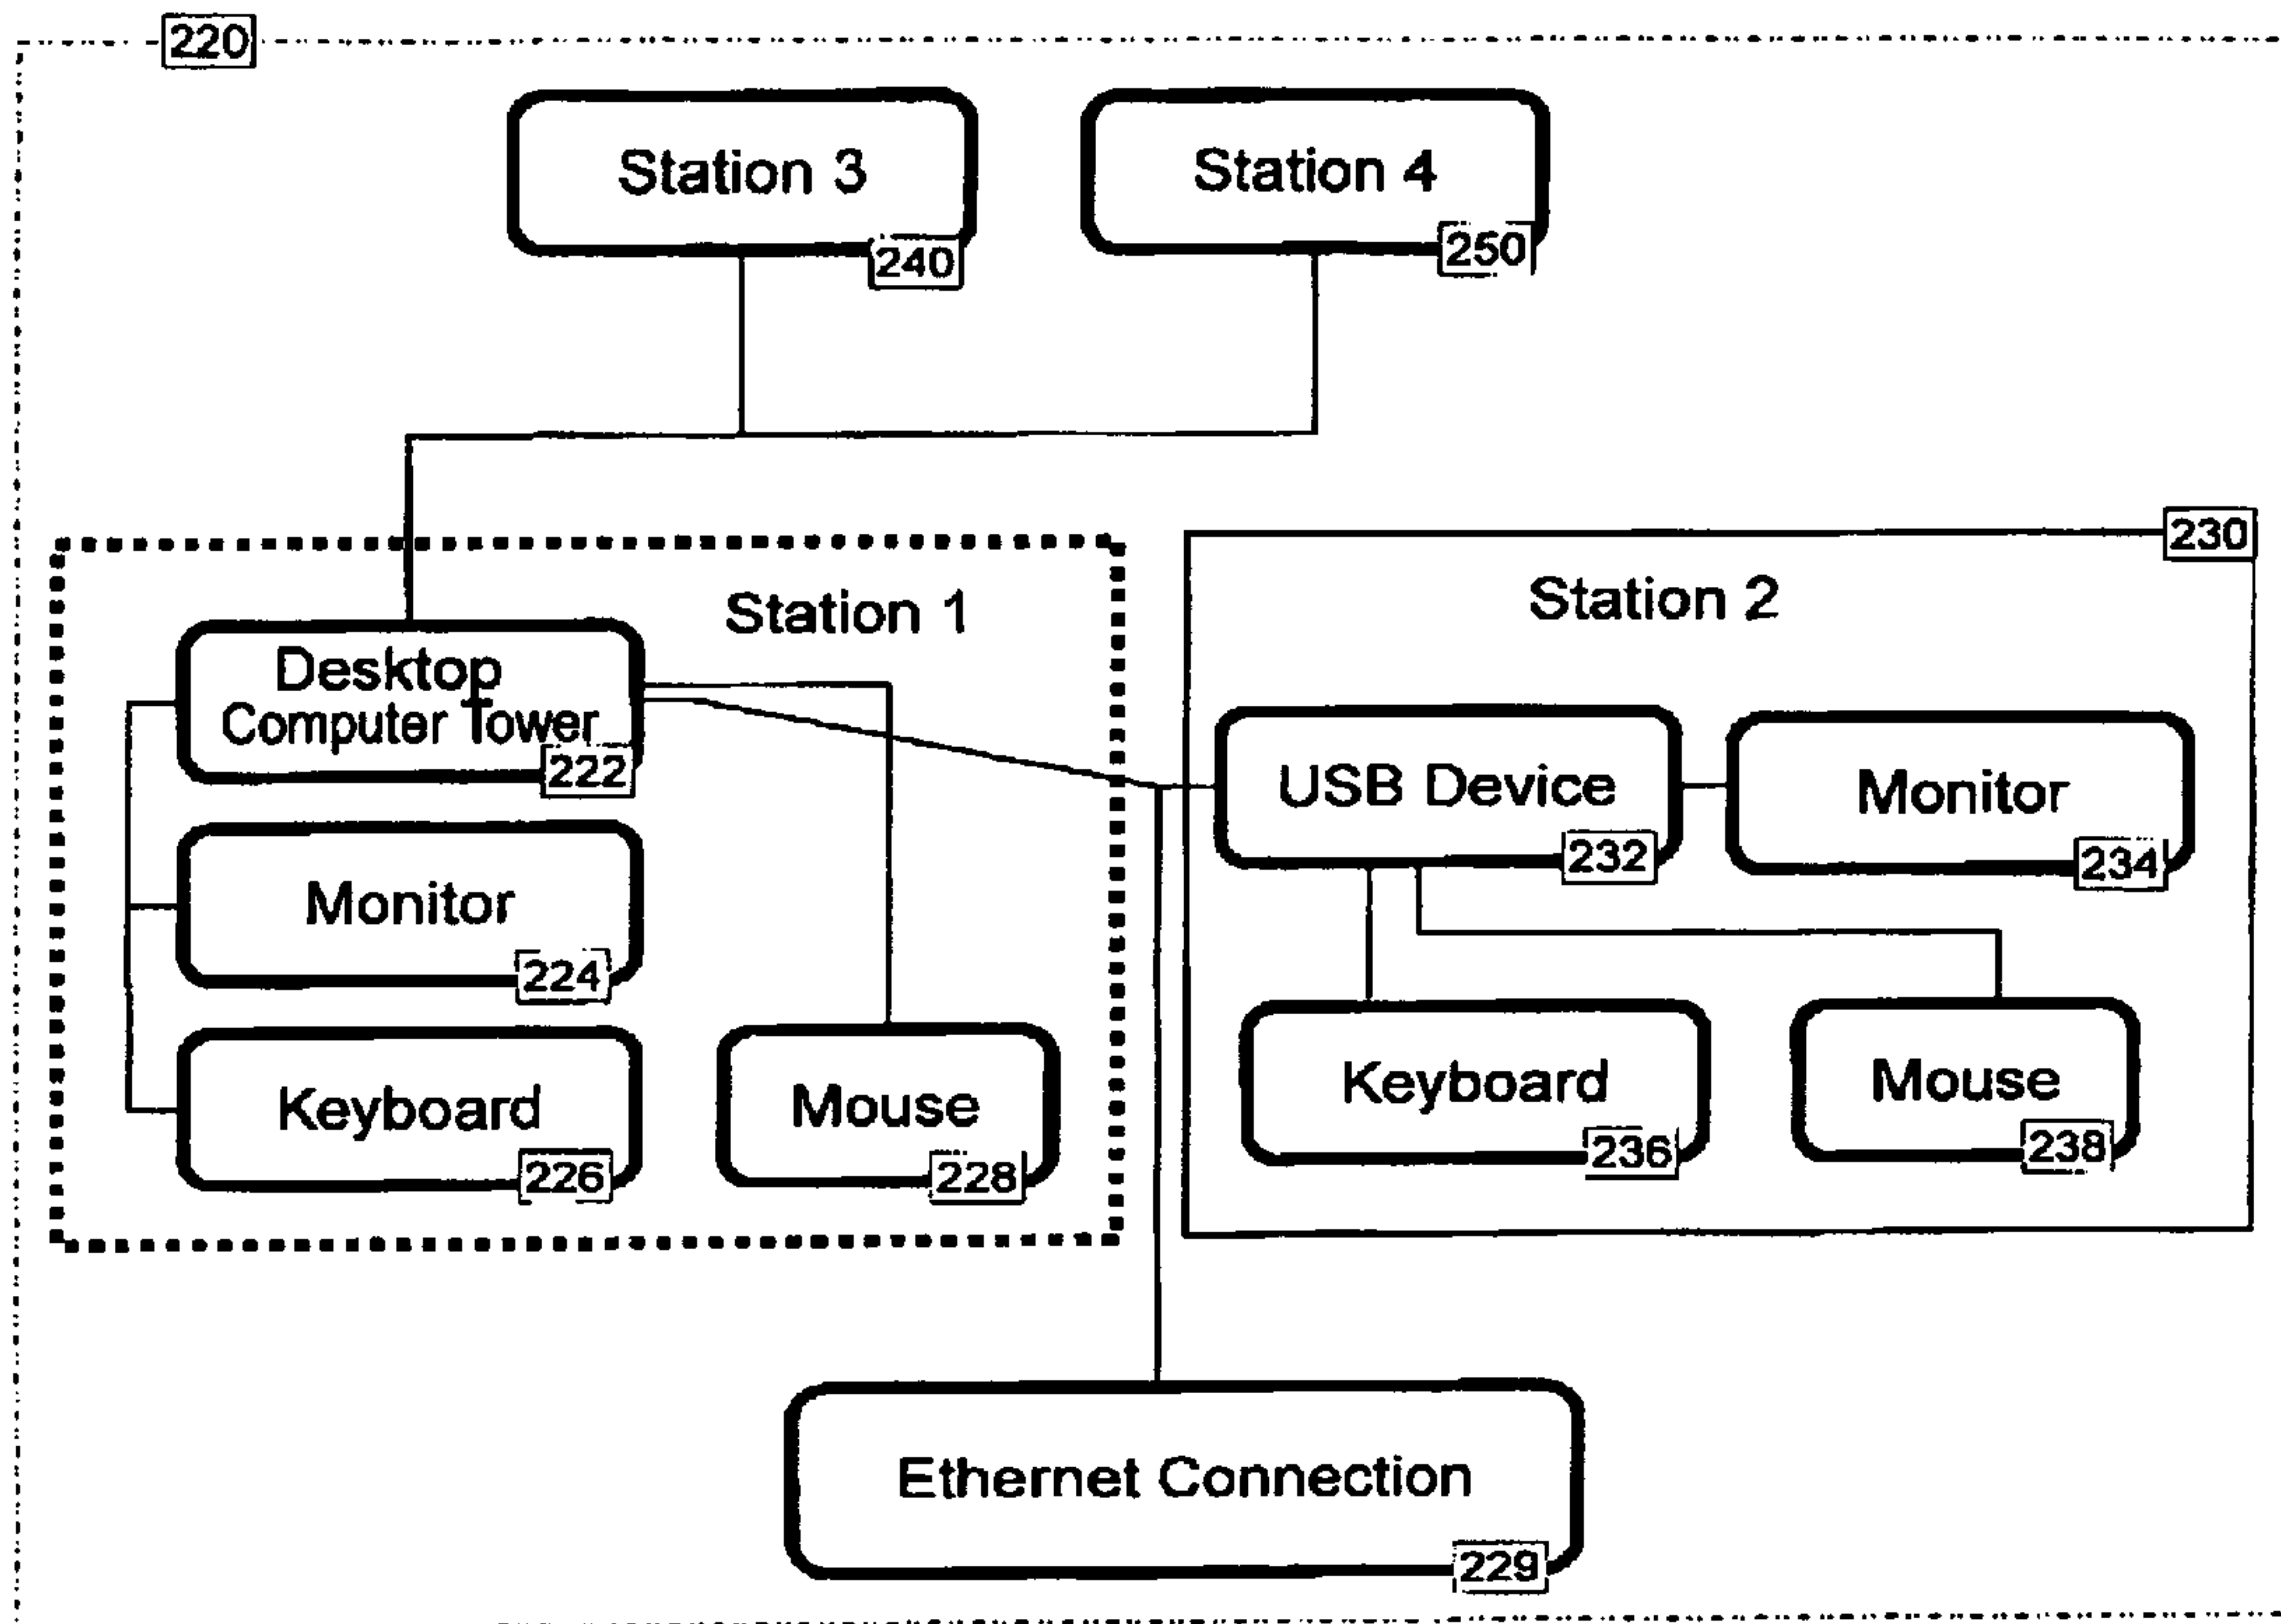 220
Station 3
240
Station 4
250
Station 1
Desktop
Computer Tower
222
Monitor
224
Keyboard
226
Mouse
228
230
Station 2
USB Device
232
Monitor
234
Keyboard
236
Mouse
238
Ethernet Connection
229